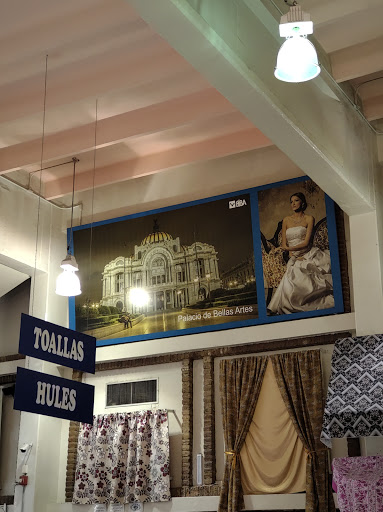 Palacio de Bellas Artes
TOALLAS
HULES